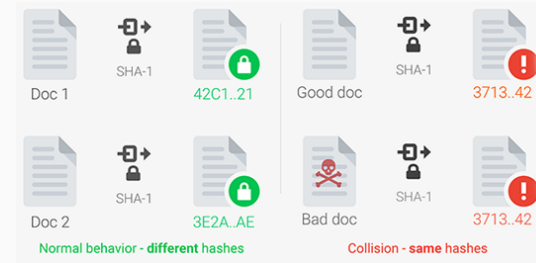 SHA-1
Doc 1
42C1..21
SHA-1
Doc 2
3E2A..AE
Normal behavior - different hashes
SHA-1
Good doc
3713..42
SHA-1
Bad doc
3713..42
Collision - same hashes